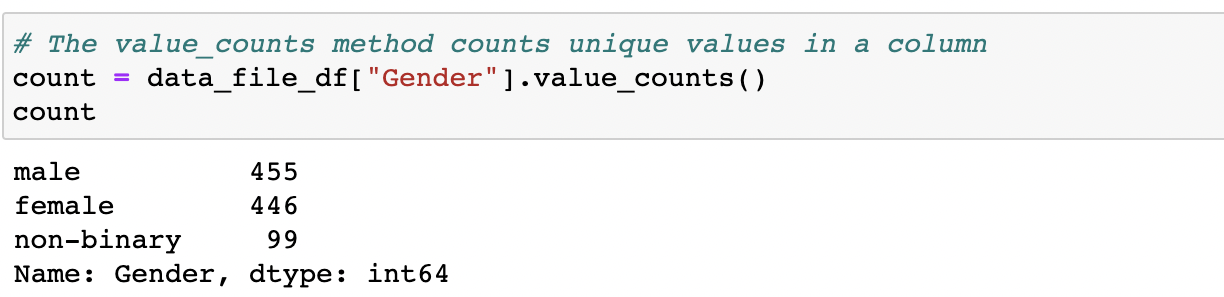 # The value_counts method counts unique values in a column
count = data_file_df["Gender"].value_counts()
count
male          455
female        446
non-binary     99
Name: Gender, dtype: int64